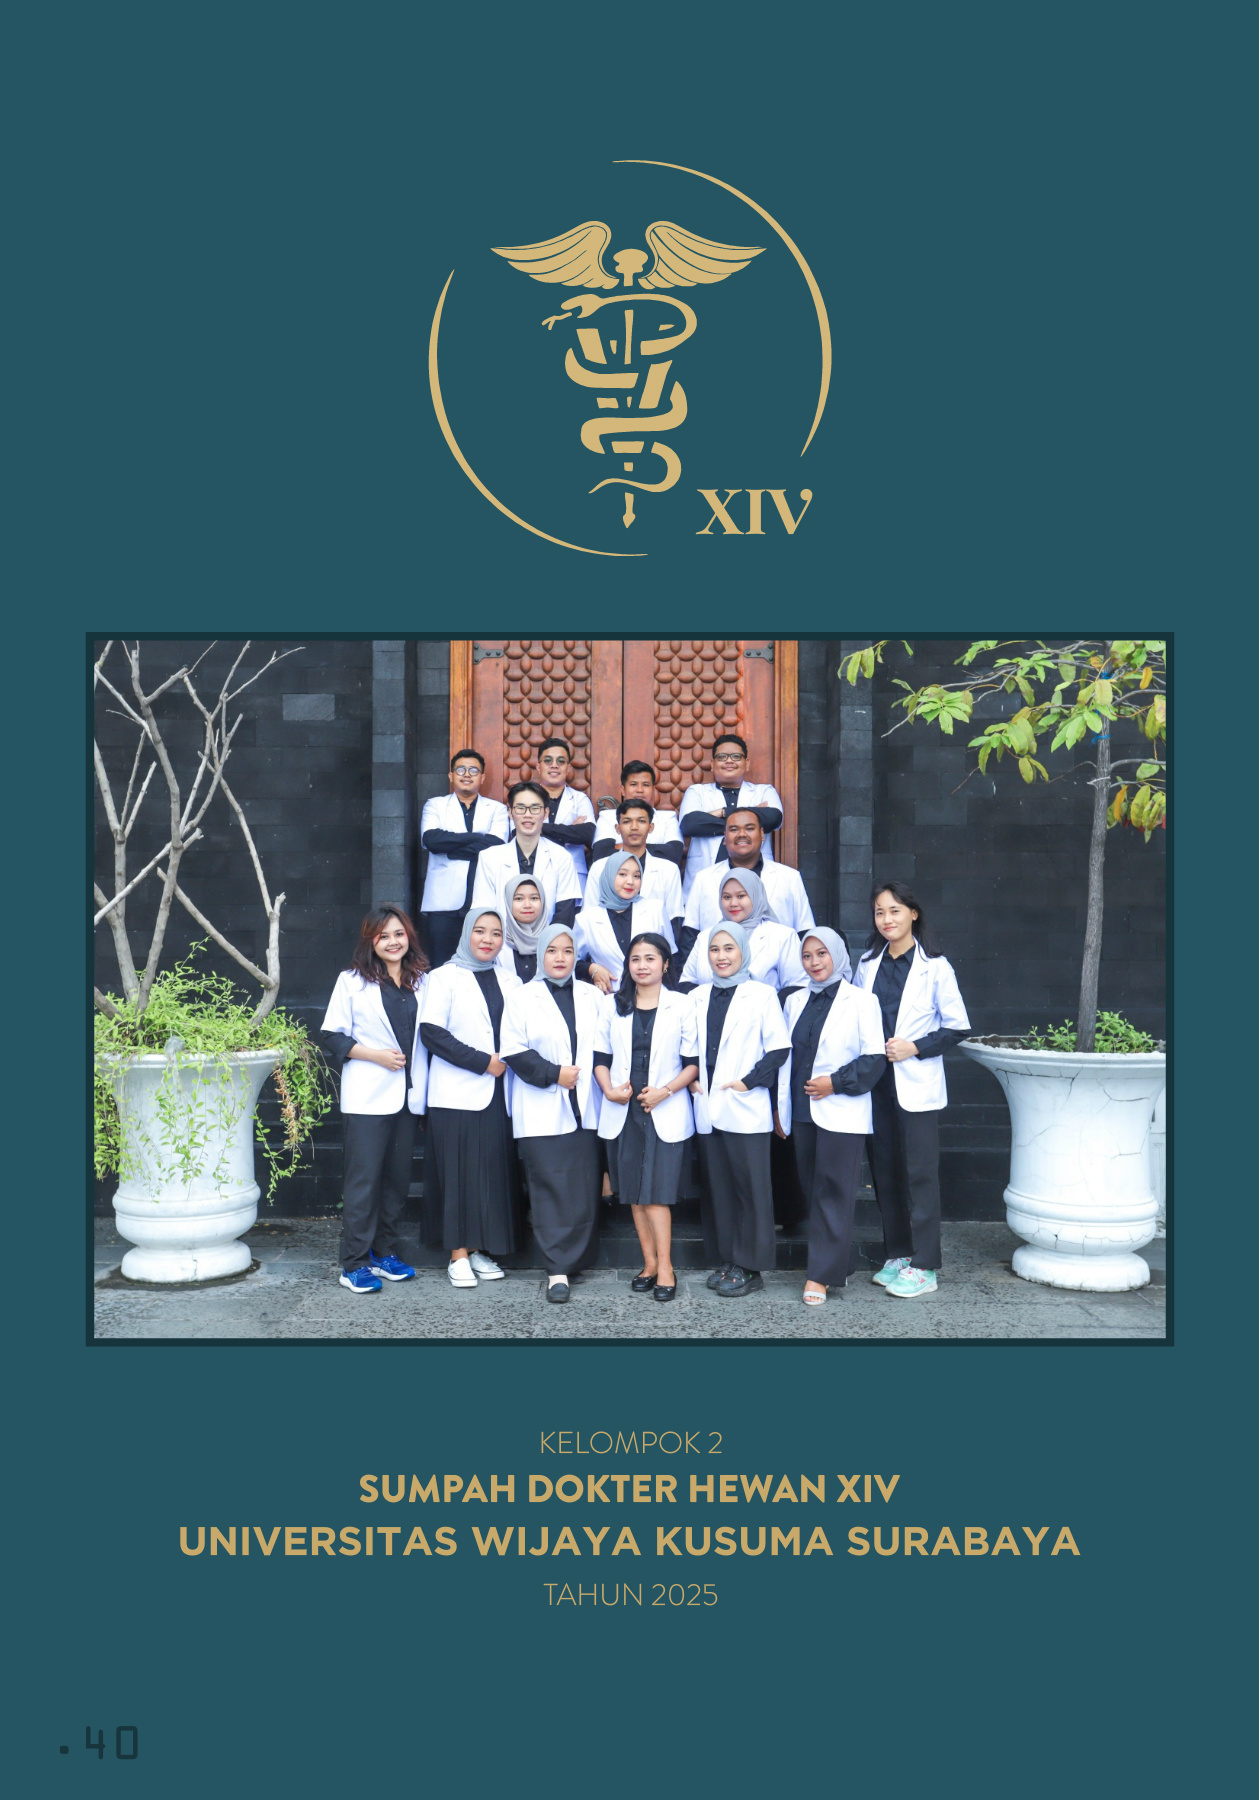 XIV
KELOMPOK 2
SUMPAH DOKTER HEWAN XIV
UNIVERSITAS WIJAYA KUSUMA SURABAYA
TAHUN 2025
.40